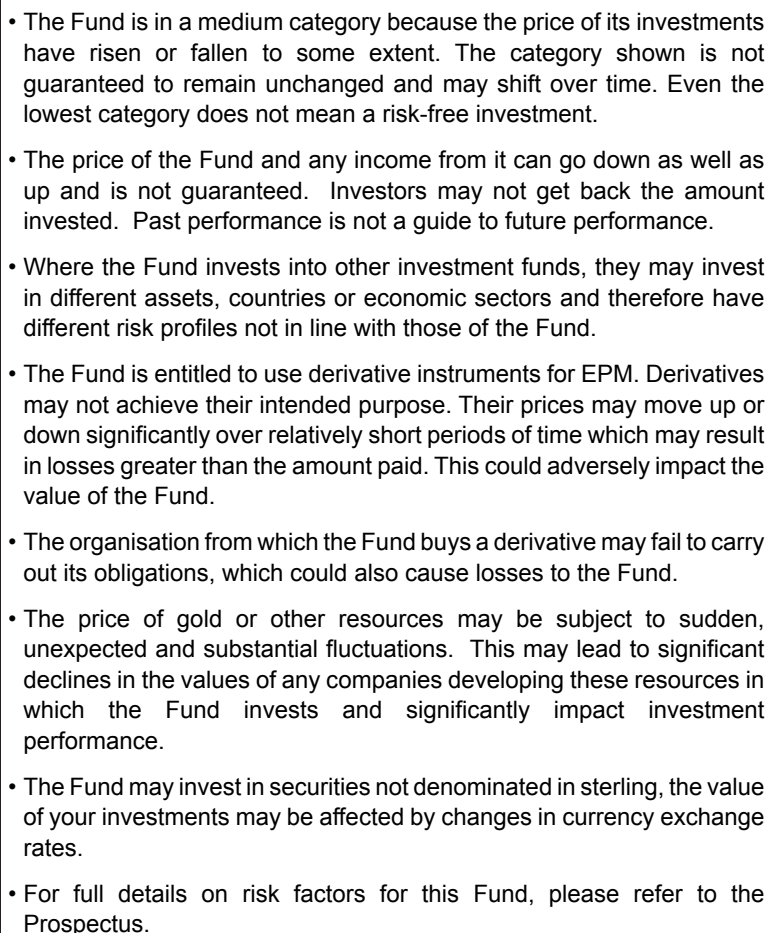 • The Fund is in a medium category because the price of its investments
have risen or fallen to some extent. The category shown is not
guaranteed to remain unchanged and may shift over time. Even the
lowest category does not mean a risk-free investment.
• The price of the Fund and any income from it can go down as well as
up and is not guaranteed. Investors may not get back the amount
invested. Past performance is not a guide to future performance.
• Where the Fund invests into other investment funds, they may invest
in different assets, countries or economic sectors and therefore have
different risk profiles not in line with those of the Fund.
• The Fund is entitled to use derivative instruments for EPM. Derivatives
may not achieve their intended purpose. Their prices may move up or
down significantly over relatively short periods of time which may result
in losses greater than the amount paid. This could adversely impact the
value of the Fund.
• The organisation from which the Fund buys a derivative may fail to carry
out its obligations, which could also cause losses to the Fund.
• The price of gold or other resources may be subject to sudden,
unexpected and substantial fluctuations. This may lead to significant
declines in the values of any companies developing these resources in
which the Fund invests and significantly impact investment
performance.
• The Fund may invest in securities not denominated in sterling, the value
of your investments may be affected by changes in currency exchange
rates.
• For full details on risk factors for this Fund, please refer to the
Prospectus.